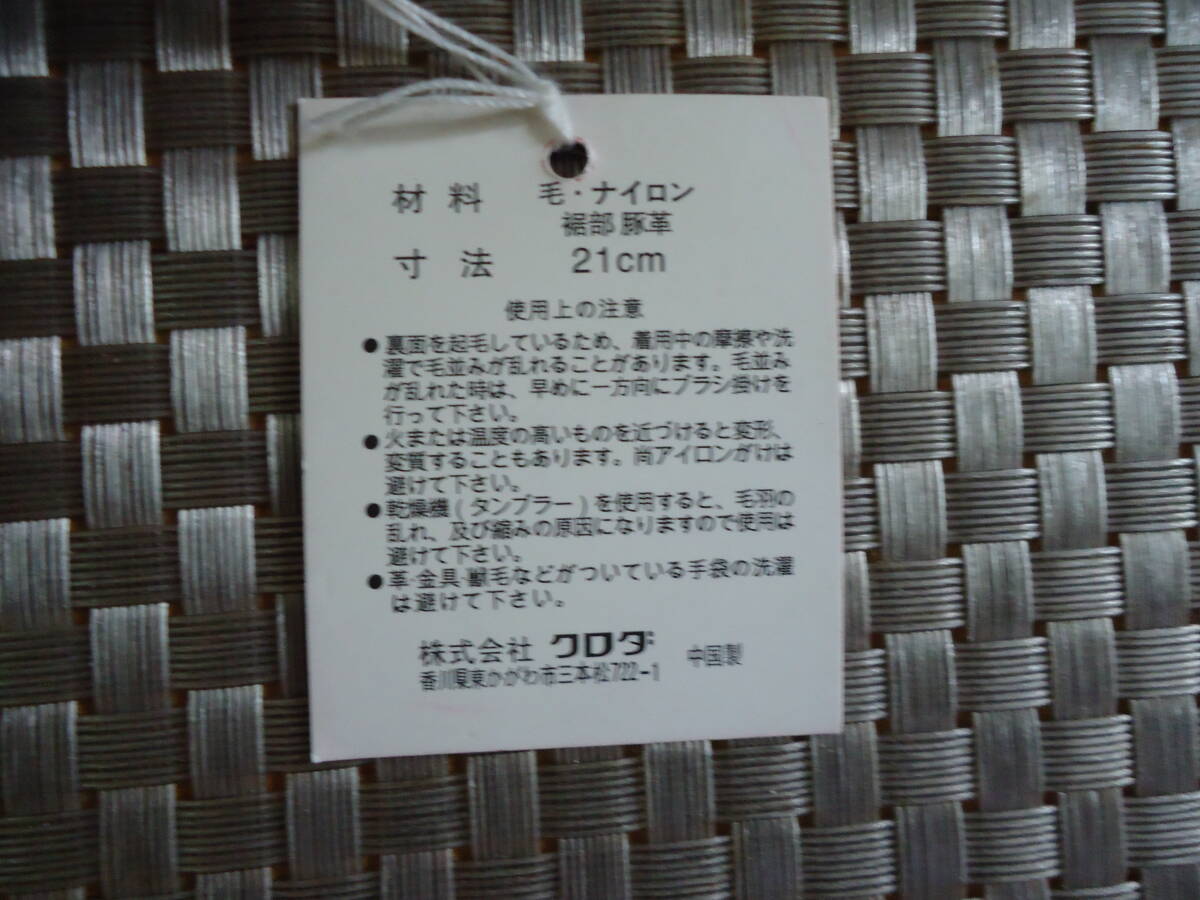 材料 毛・ナイロン
裾部 豚革
寸法 21cm
使用上の注意
●裏面を起毛しているため、着用中の摩擦や洗
濯で毛並みが乱れることがあります。毛並み
が乱れた時は、早めに一方向にブラシ掛けを
行って下さい。
●火または温度の高いものを近づけると変形、
変質することもあります。尚アイロンがけは
避けて下さい。
●乾燥機(タンブラー)を使用すると、毛羽の
乱れ、及び縮みの原因になりますので使用は
避けて下さい。
●革・金具・獣毛などがついている手袋の洗濯
は避けて下さい。
株式会社 クロダ 中国製
香川県東かがわ市三本松722-1